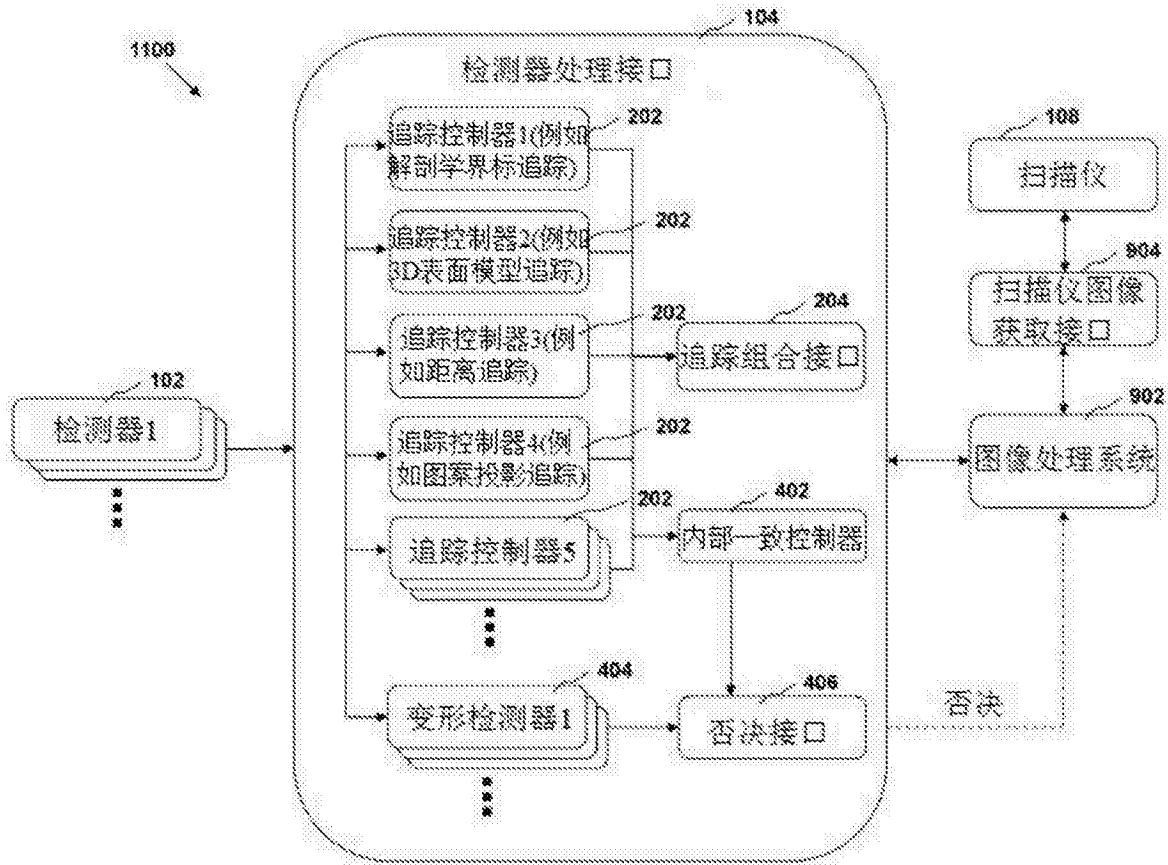 1100
104
检测器处理接口
202
追踪控制器1(例如
解剖学界标追踪)
202
追踪控制器2(例如
3D表面模型追踪)
202
追踪控制器3(例
如距离追踪)
204
追踪组合接口
202
追踪控制器4(例
如图案投影追踪)
202
追踪控制器5
402
内部一致控制器
404
变形检测器1
406
否决接口
102
检测器1
108
扫描仪
904
扫描仪图像
获取接口
902
图像处理系统
否决